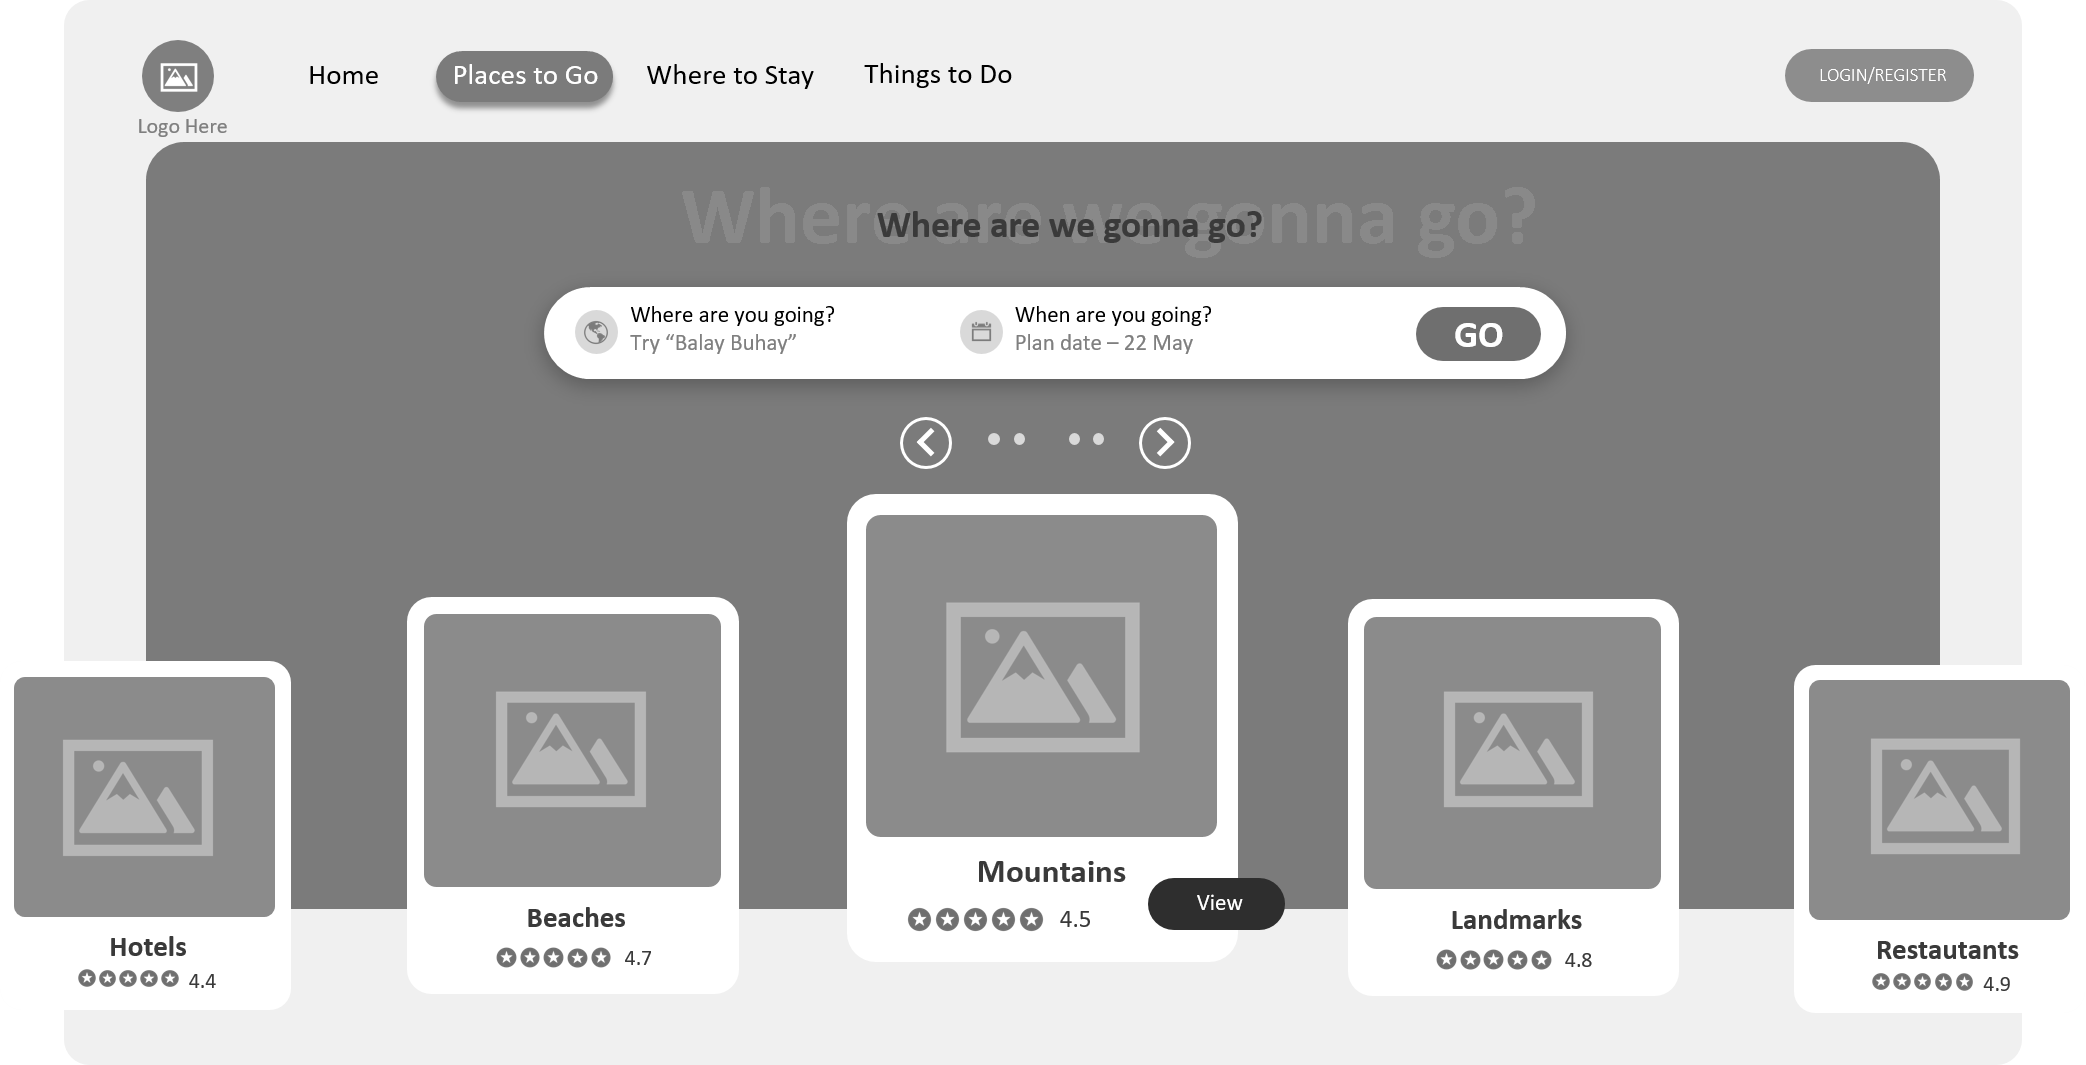 Home
Places to Go
Where to Stay
Things to Do
LOGIN/REGISTER
Logo Here
Where are we gonna go?
Where are we gonna go?
Where are you going?
Try “Balay Buhay”
When are you going?
Plan date – 22 May
GO
Hotels
4.4
Beaches
4.7
Mountains
4.5
View
Landmarks
4.8
Restautants
4.9